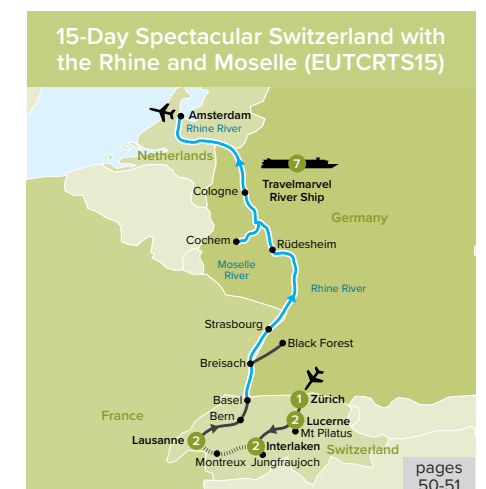 15-Day Spectacular Switzerland with
the Rhine and Moselle (EUTCRTS15)
Amsterdam
Rhine River
Netherlands
7
Travelmarvel
River Ship
Cologne
Germany
Cochem
Rüdesheim
Moselle
River
Rhine River
Strasbourg
Black Forest
Breisach
Basel
1 Zürich
France
Bern
2 Lucerne
Mt Pilatus
Lausanne 2
2 Interlaken
Switzerland
Montreux
Jungfraujoch
pages
50-51